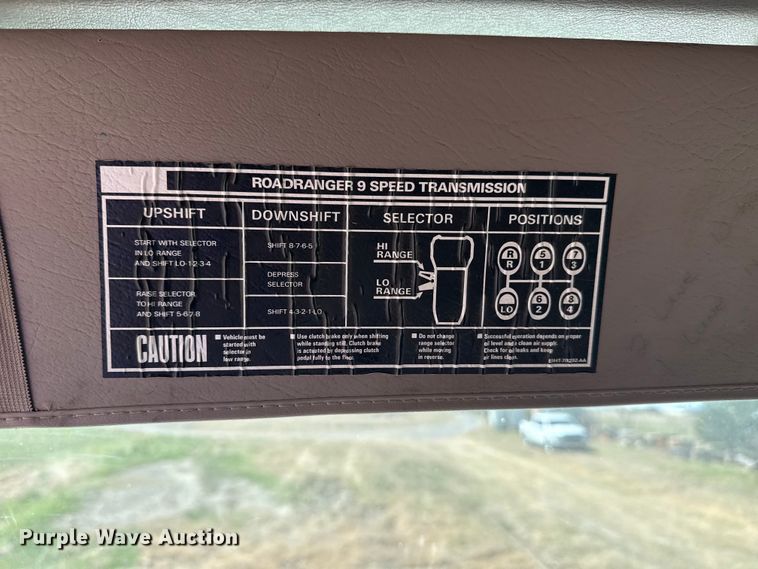 ROADRANGER 9 SPEED TRANSMISSION
UPSHIFT
START WITH SELECTOR
IN LO RANGE
AND SHIFT LO-1-2-3-4
RAISE SELECTOR
TO HI RANGE
AND SHIFT 5-6-7-8
DOWNSHIFT
SHIFT 8-7-6-5
DEPRESS
SELECTOR
SHIFT 4-3-2-1-LO
SELECTOR
HI
RANGE
LO
RANGE
POSITIONS
R 5 7
R 1 3
LO 6 8
2 4
CAUTION
■ Vehicle must be
started with
selector in
low range.
■ Use clutch brake only when shifting
while standing still. Clutch brake
is actuated by depressing clutch
pedal fully to the floor.
■ Do not change
range selector
while moving
in reverse.
■ Successful operation depends on proper
oil level and a clean air supply.
Check for oil leaks and keep
air lines clean.
Purple Wave Auction